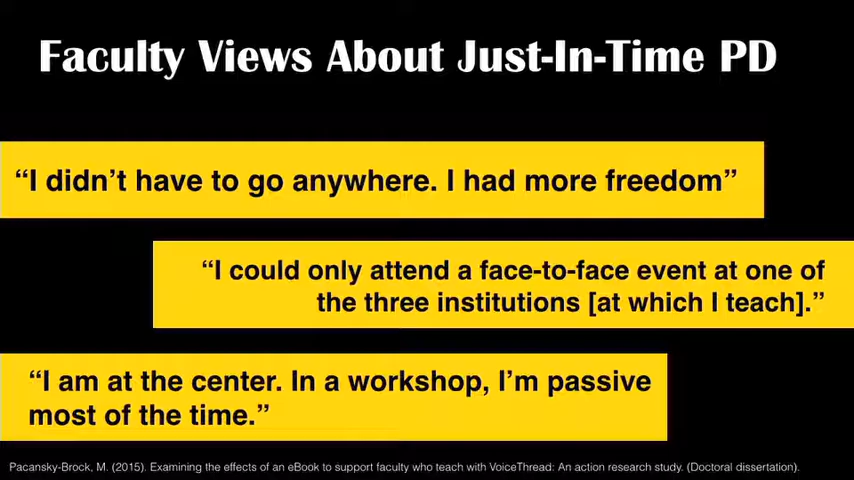 Faculty Views About Just-In-Time PD
“I didn’t have to go anywhere. I had more freedom”
“I could only attend a face-to-face event at one of
the three institutions [at which I teach].”
“I am at the center. In a workshop, I’m passive
most of the time.”
Pacansky-Brock, M. (2015). Examining the effects of an eBook to support faculty who teach with VoiceThread: An action research study. (Doctoral dissertation).